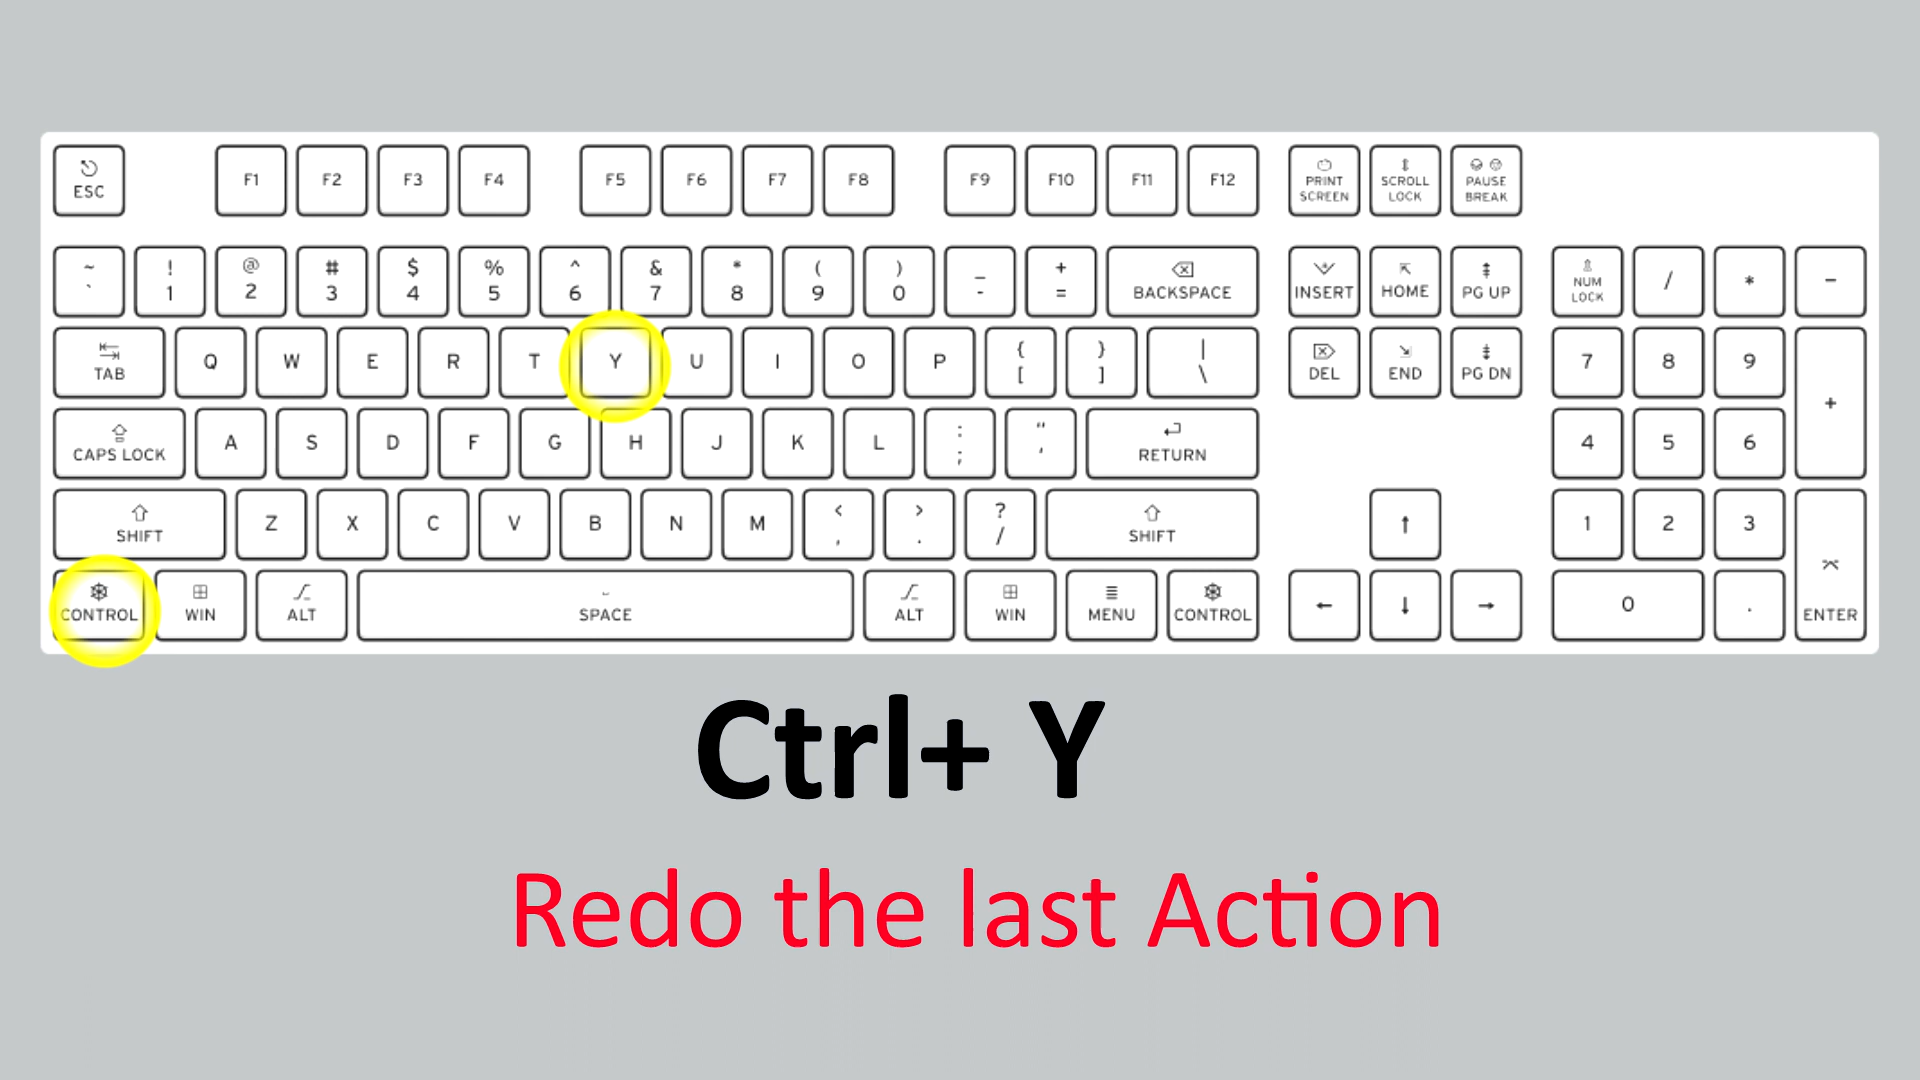 ESC F1 F2 F3 F4 F5 F6 F7 F8 F9 F10 F11 F12 PRINT SCREEN SCROLL LOCK PAUSE BREAK
~ ` ! 1 @ 2 # 3 $ 4 % 5 ^ 6 & 7 * 8 ( 9 ) 0 _ - + = BACKSPACE INSERT HOME PG UP NUM LOCK / * -
TAB Q W E R T Y U I O P { [ } ] | \ DEL END PG DN 7 8 9 +
CAPS LOCK A S D F G H J K L : ; " ' RETURN 4 5 6
SHIFT Z X C V B N M < , > . ? / SHIFT ↑ 1 2 3 ENTER
CONTROL WIN ALT SPACE ALT WIN MENU CONTROL ← ↓ → 0 .
Ctrl+ Y
Redo the last Action